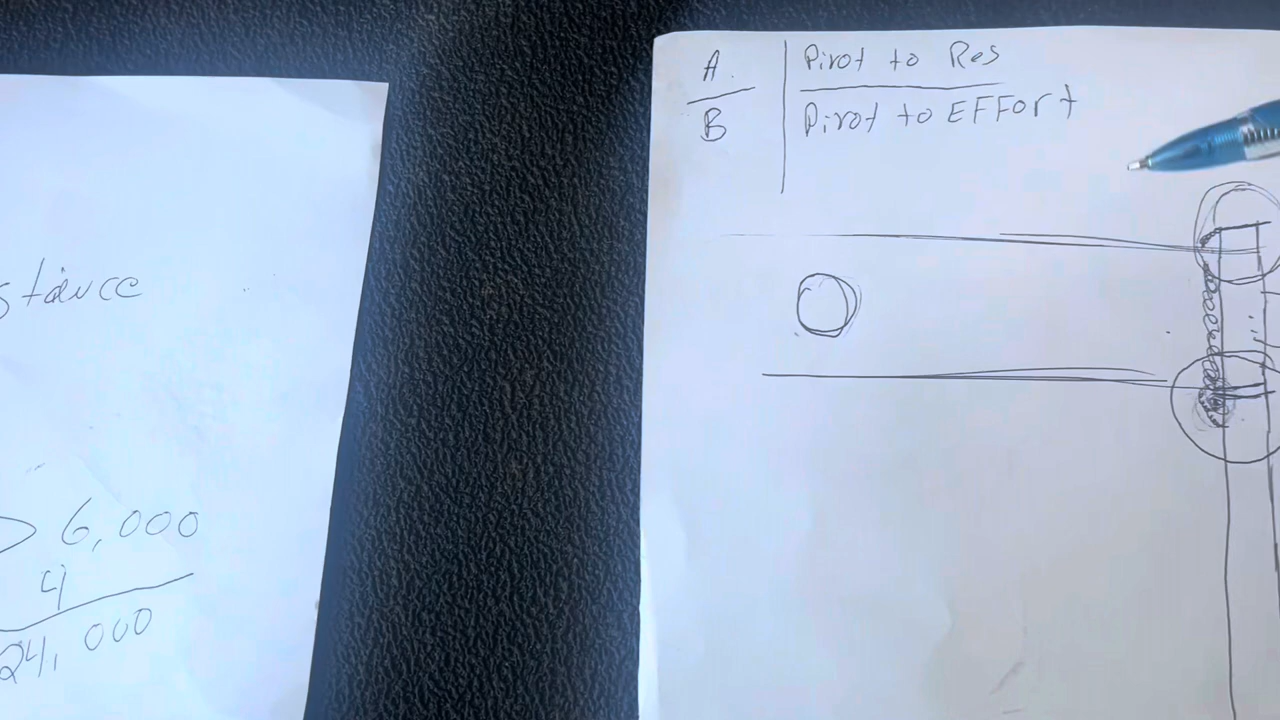 stance
6,000
4
24,000
A
B
Pivot to Res
Pivot to EFFort